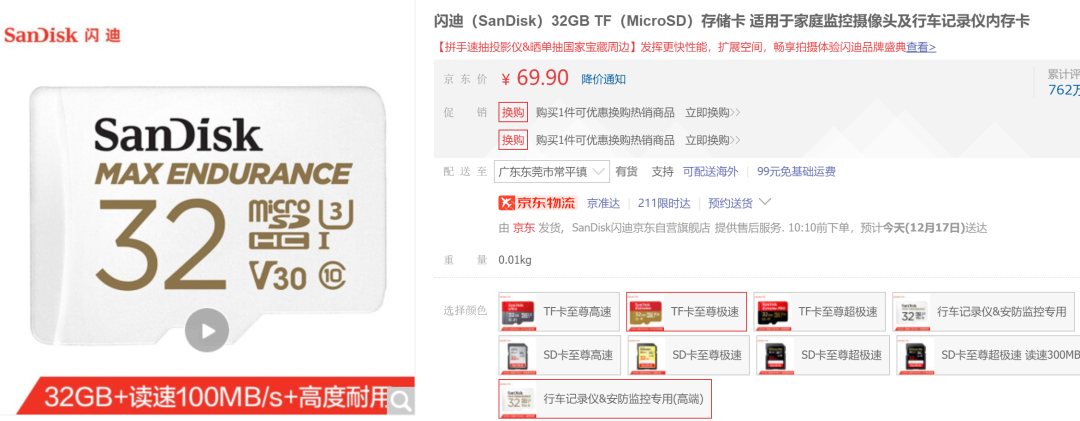 SanDisk 闪迪
SanDisk
MAX ENDURANCE
32
micro SD HC I U3
V30 10
32GB+读速100MB/s+高度耐用
闪迪（SanDisk）32GB TF（MicroSD）存储卡 适用于家庭监控摄像头及行车记录仪内存卡
【拼手速抽投影仪&晒单抽国家宝藏周边】发挥更快性能，扩展空间，畅享拍摄体验闪迪品牌盛典查看>
京东价 ￥69.90 降价通知
累计评
762万
促销 换购 购买1件可优惠换购热销商品 立即换购>>
换购 购买1件可优惠换购热销商品 立即换购>>
配送至 广东东莞市常平镇 有货 支持 可配送海外 | 99元免基础运费
京东物流 京准达 | 211限时达 | 预约送货
由 京东 发货，SanDisk闪迪京东自营旗舰店 提供售后服务. 10:10前下单，预计今天(12月17日)送达
重量 0.01kg
选择颜色 TF卡至尊高速 TF卡至尊极速 TF卡至尊超极速 行车记录仪&安防监控专用
SD卡至尊高速 SD卡至尊极速 SD卡至尊超极速 SD卡至尊超极速 读速300MB
行车记录仪&安防监控专用(高端)